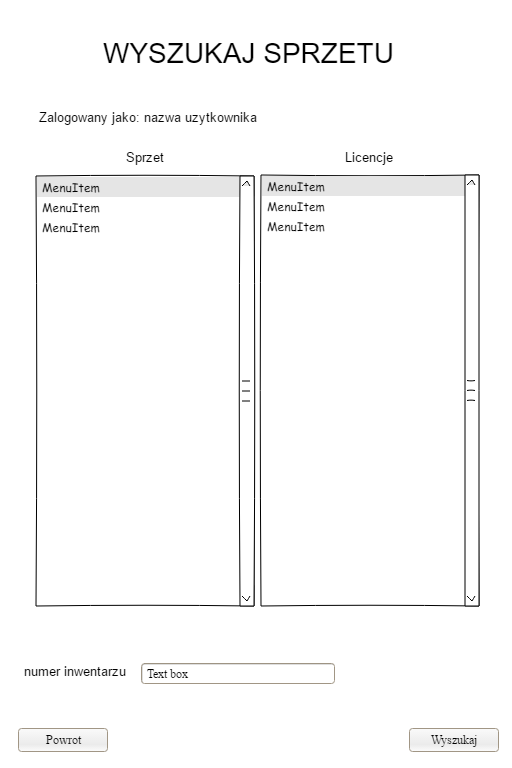 WYSZUKAJ SPRZETU
Zalogowany jako: nazwa uzytkownika
Sprzet
Licencje
MenuItem
MenuItem
MenuItem
MenuItem
MenuItem
MenuItem
numer inwentarzu
Text box
Powrot
Wyszukaj